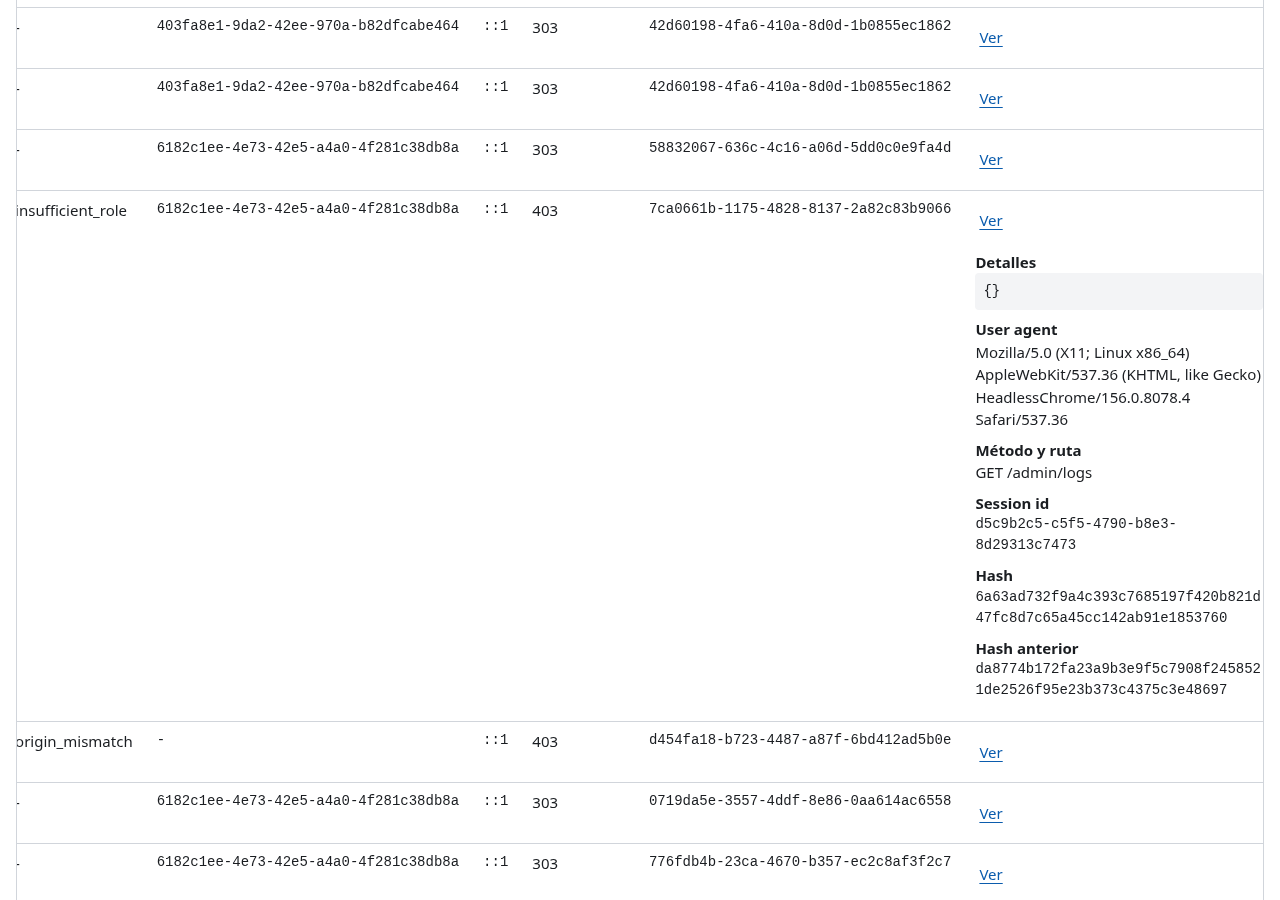 - 403fa8e1-9da2-42ee-970a-b82dfcabe464 ::1 303 42d60198-4fa6-410a-8d0d-1b0855ec1862 Ver
- 403fa8e1-9da2-42ee-970a-b82dfcabe464 ::1 303 42d60198-4fa6-410a-8d0d-1b0855ec1862 Ver
- 6182c1ee-4e73-42e5-a4a0-4f281c38db8a ::1 303 58832067-636c-4c16-a06d-5dd0c0e9fa4d Ver
insufficient_role 6182c1ee-4e73-42e5-a4a0-4f281c38db8a ::1 403 7ca0661b-1175-4828-8137-2a82c83b9066 Ver
Detalles
{}
User agent
Mozilla/5.0 (X11; Linux x86_64)
AppleWebKit/537.36 (KHTML, like Gecko)
HeadlessChrome/156.0.8078.4
Safari/537.36
Método y ruta
GET /admin/logs
Session id
d5c9b2c5-c5f5-4790-b8e3-
8d29313c7473
Hash
6a63ad732f9a4c393c7685197f420b821d
47fc8d7c65a45cc142ab91e1853760
Hash anterior
da8774b172fa23a9b3e9f5c7908f245852
1de2526f95e23b373c4375c3e48697
origin_mismatch - ::1 403 d454fa18-b723-4487-a87f-6bd412ad5b0e Ver
- 6182c1ee-4e73-42e5-a4a0-4f281c38db8a ::1 303 0719da5e-3557-4ddf-8e86-0aa614ac6558 Ver
- 6182c1ee-4e73-42e5-a4a0-4f281c38db8a ::1 303 776fdb4b-23ca-4670-b357-ec2c8af3f2c7 Ver